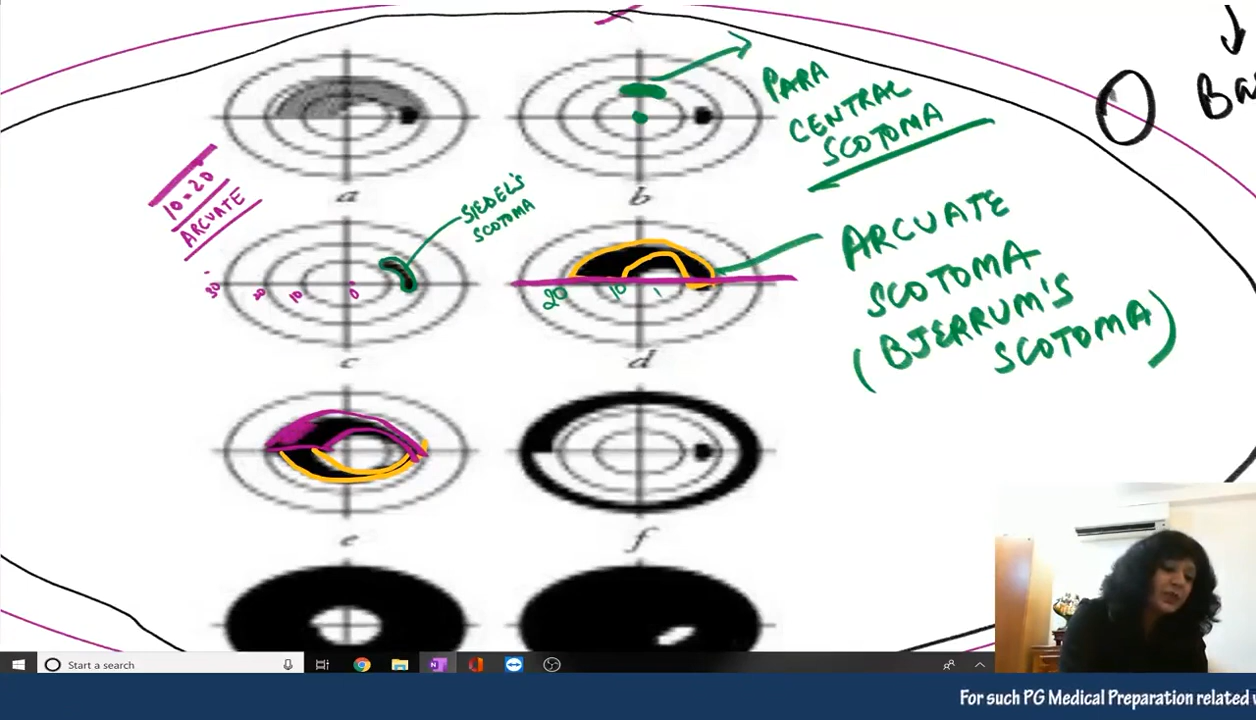 PARA
CENTRAL
SCOTOMA
a
b
10-20
ARCUATE
SIEDEL'S
SCOTOMA
30°
20
10
0°
20
10
c
d
ARCUATE
SCOTOMA
(BJERRUM'S
SCOTOMA)
e
f
Start a search
For such PG Medical Preparation related